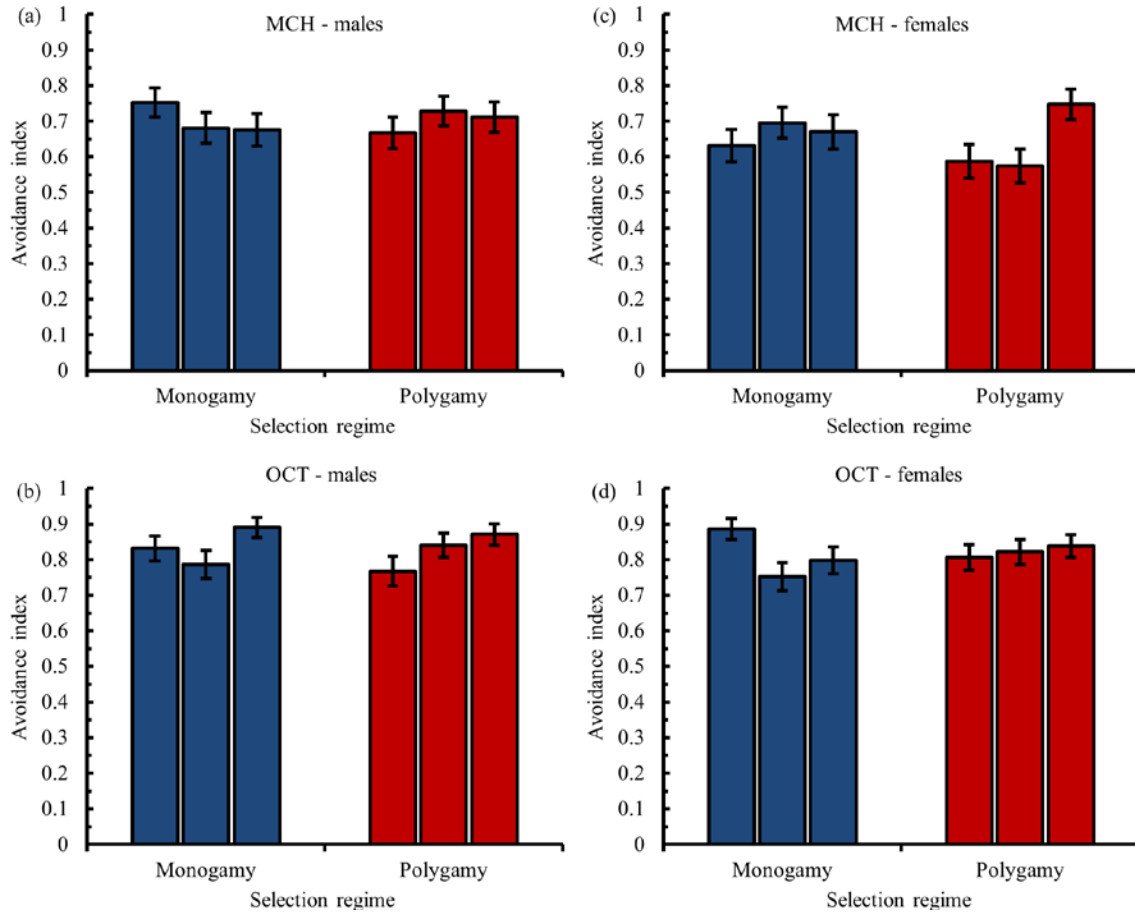 (a)
MCH - males
1
0.9
0.8
0.7
0.6
0.5
0.4
0.3
0.2
0.1
0
Avoidance index
Monogamy
Polygamy
Selection regime
(c)
MCH - females
1
0.9
0.8
0.7
0.6
0.5
0.4
0.3
0.2
0.1
0
Avoidance index
Monogamy
Polygamy
Selection regime
(b)
OCT - males
1
0.9
0.8
0.7
0.6
0.5
0.4
0.3
0.2
0.1
0
Avoidance index
Monogamy
Polygamy
Selection regime
(d)
OCT - females
1
0.9
0.8
0.7
0.6
0.5
0.4
0.3
0.2
0.1
0
Avoidance index
Monogamy
Polygamy
Selection regime